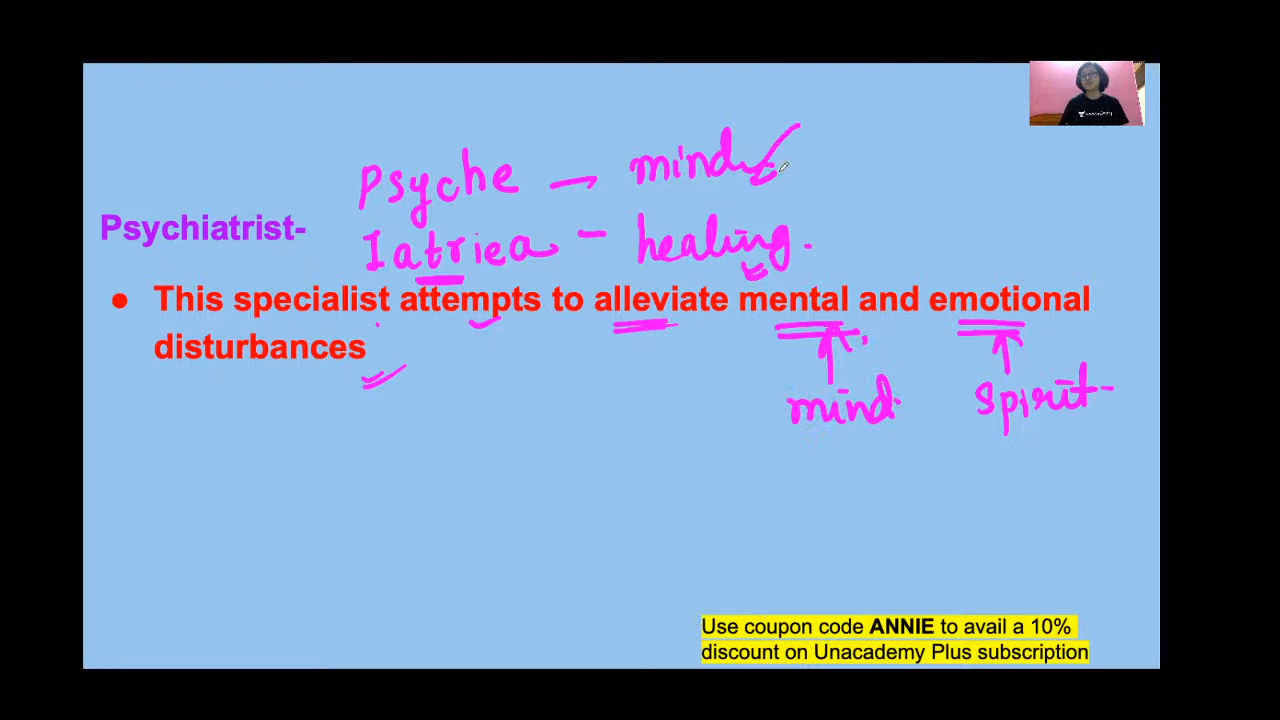 Psyche - mind
Psychiatrist-
Iatriea - healing.
● This specialist attempts to alleviate mental and emotional
disturbances
mind.
spirit-
Use coupon code ANNIE to avail a 10%
discount on Unacademy Plus subscription